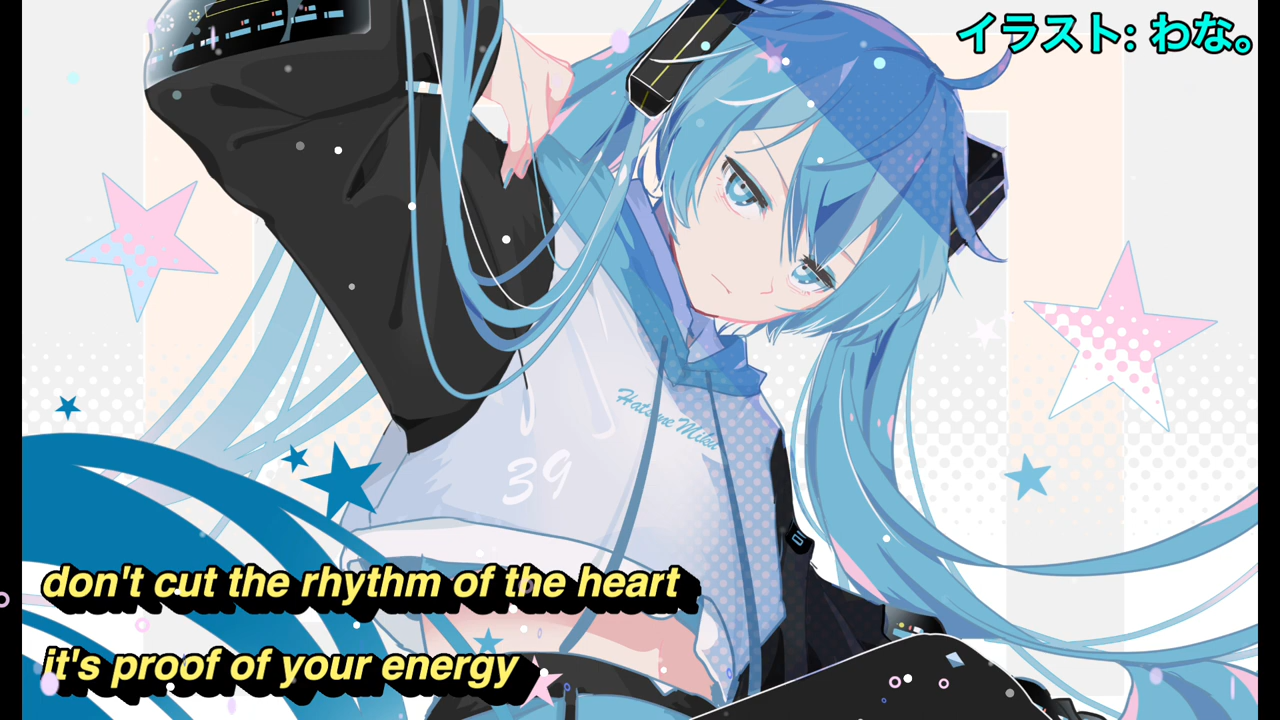 イラスト: わな。
Hatsune Miku
39
don't cut the rhythm of the heart
it's proof of your energy